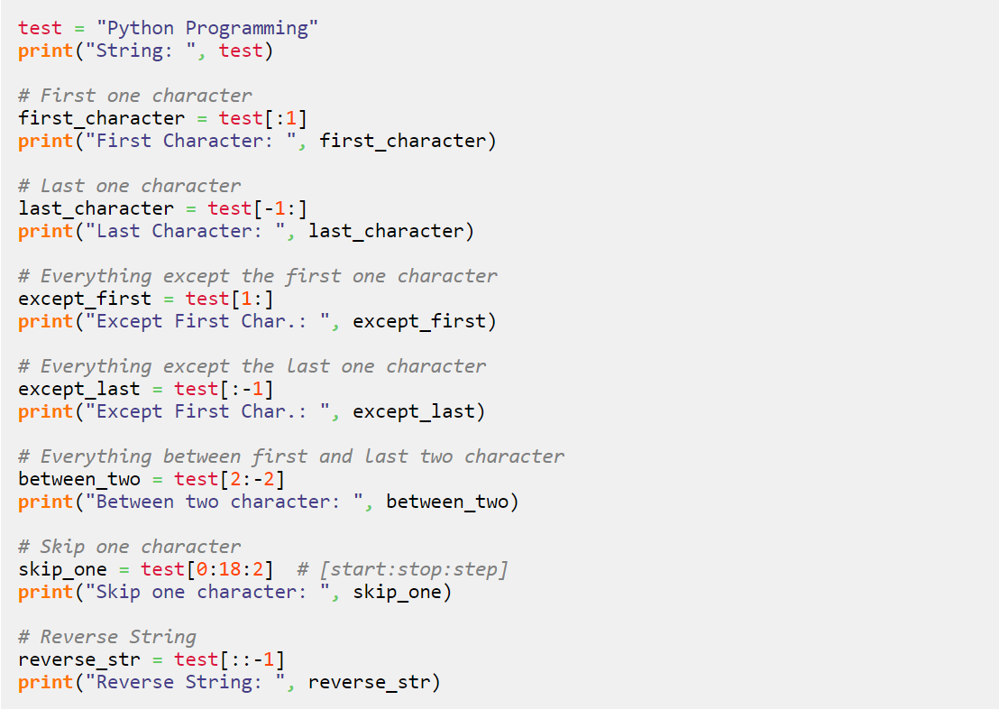 test = "Python Programming"
print("String: ", test)

# First one character
first_character = test[:1]
print("First Character: ", first_character)

# Last one character
last_character = test[-1:]
print("Last Character: ", last_character)

# Everything except the first one character
except_first = test[1:]
print("Except First Char.: ", except_first)

# Everything except the last one character
except_last = test[:-1]
print("Except First Char.: ", except_last)

# Everything between first and last two character
between_two = test[2:-2]
print("Between two character: ", between_two)

# Skip one character
skip_one = test[0:18:2]  # [start:stop:step]
print("Skip one character: ", skip_one)

# Reverse String
reverse_str = test[::-1]
print("Reverse String: ", reverse_str)